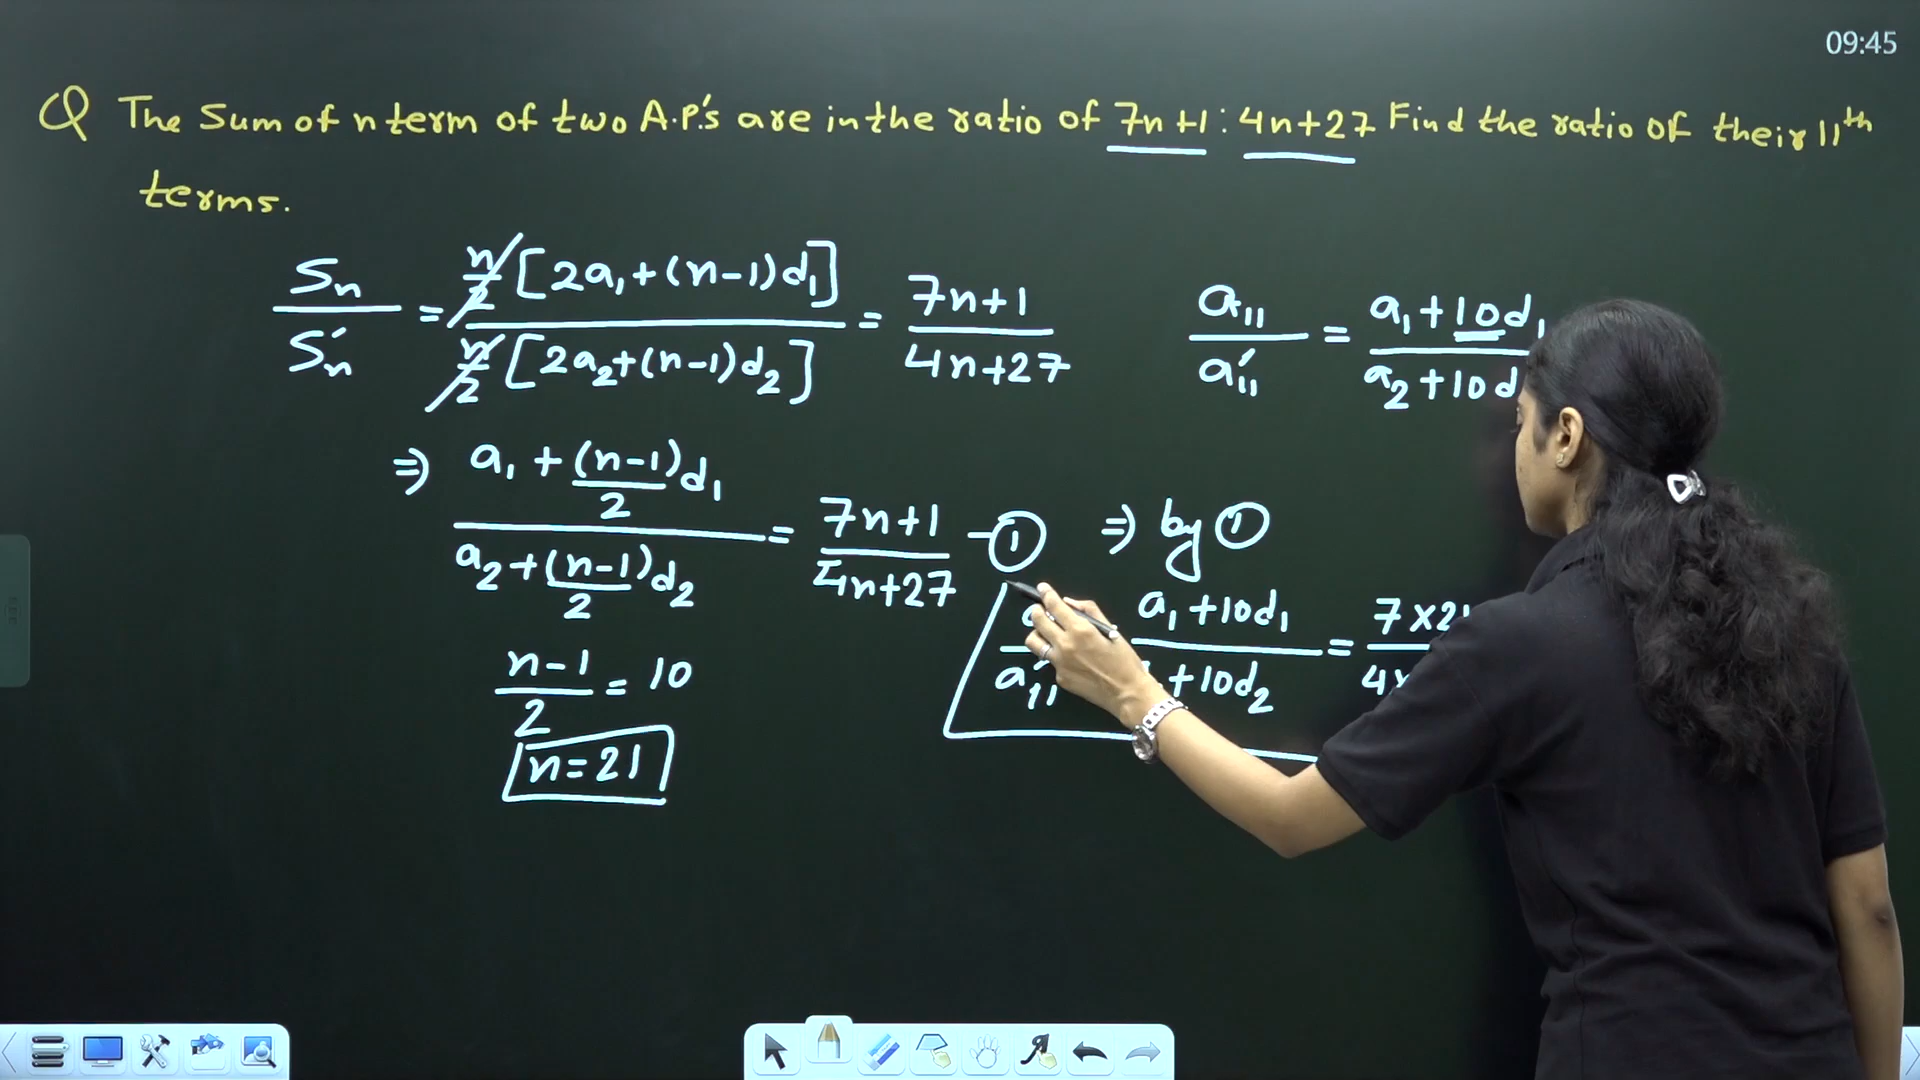 09:45
Q The Sum of n term of two A.P.'s are in the ratio of 7n+1 : 4n+27 Find the ratio of their 11th
terms.
Sn/S'n = n/2[2a₁+(n-1)d₁] / n/2[2a₂+(n-1)d₂] = 7n+1/4n+27
a₁₁/a'₁₁ = a₁+10d₁/a₂+10d
⇒ a₁+(n-1)/2 d₁ / a₂+(n-1)/2 d₂ = 7n+1/4n+27 - ①
⇒ by ①
a'₁₁ a₁+10d₁/+10d₂ = 7×2/4×
n-1/2 = 10
n=21